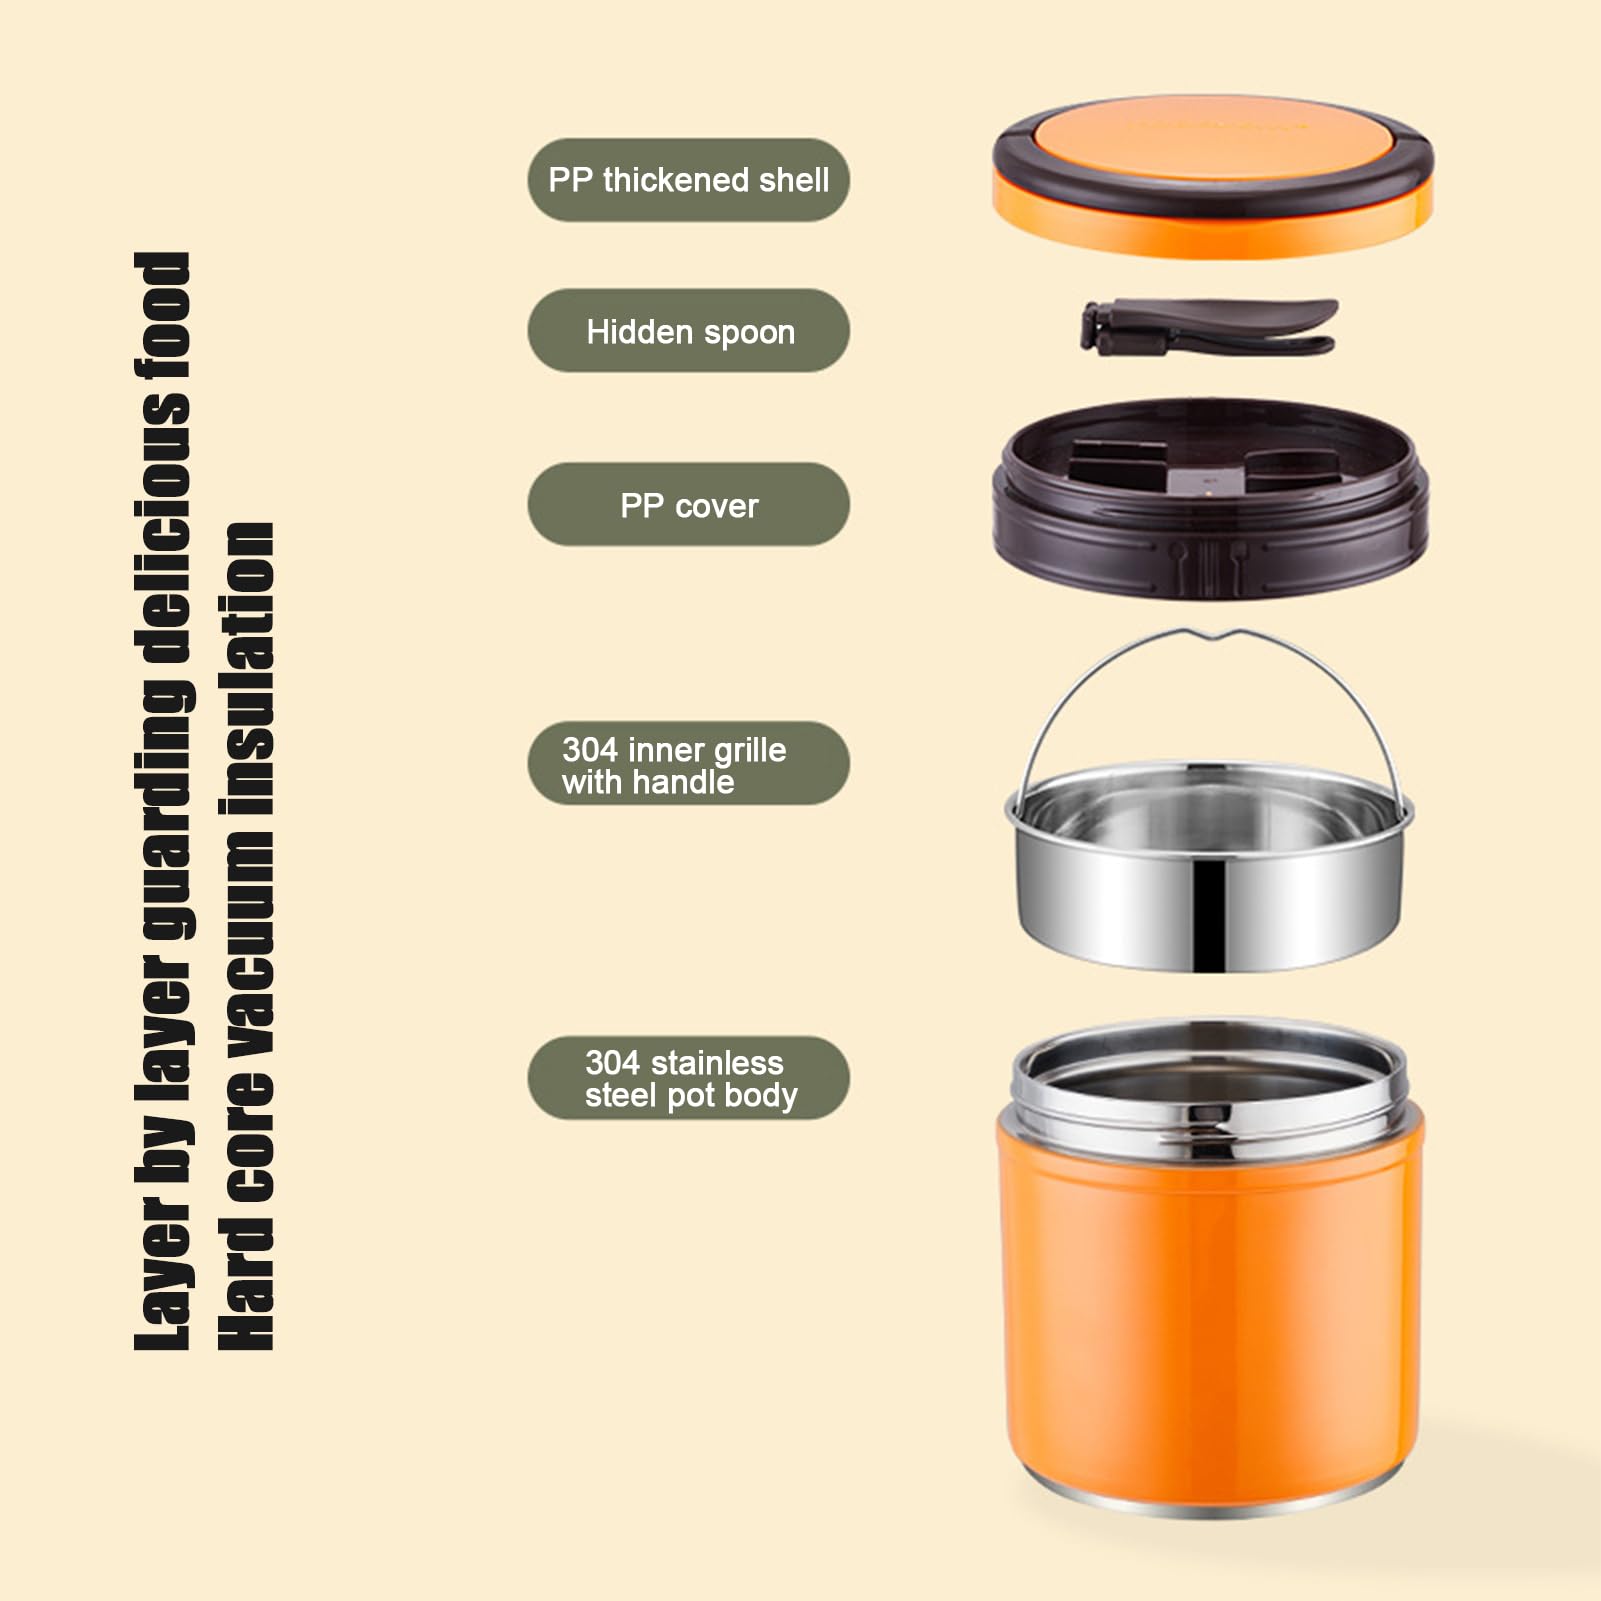 Layer by layer guarding delicious food
Hard core vacuum insulation
PP thickened shell
Hidden spoon
PP cover
304 inner grille
with handle
304 stainless
steel pot body